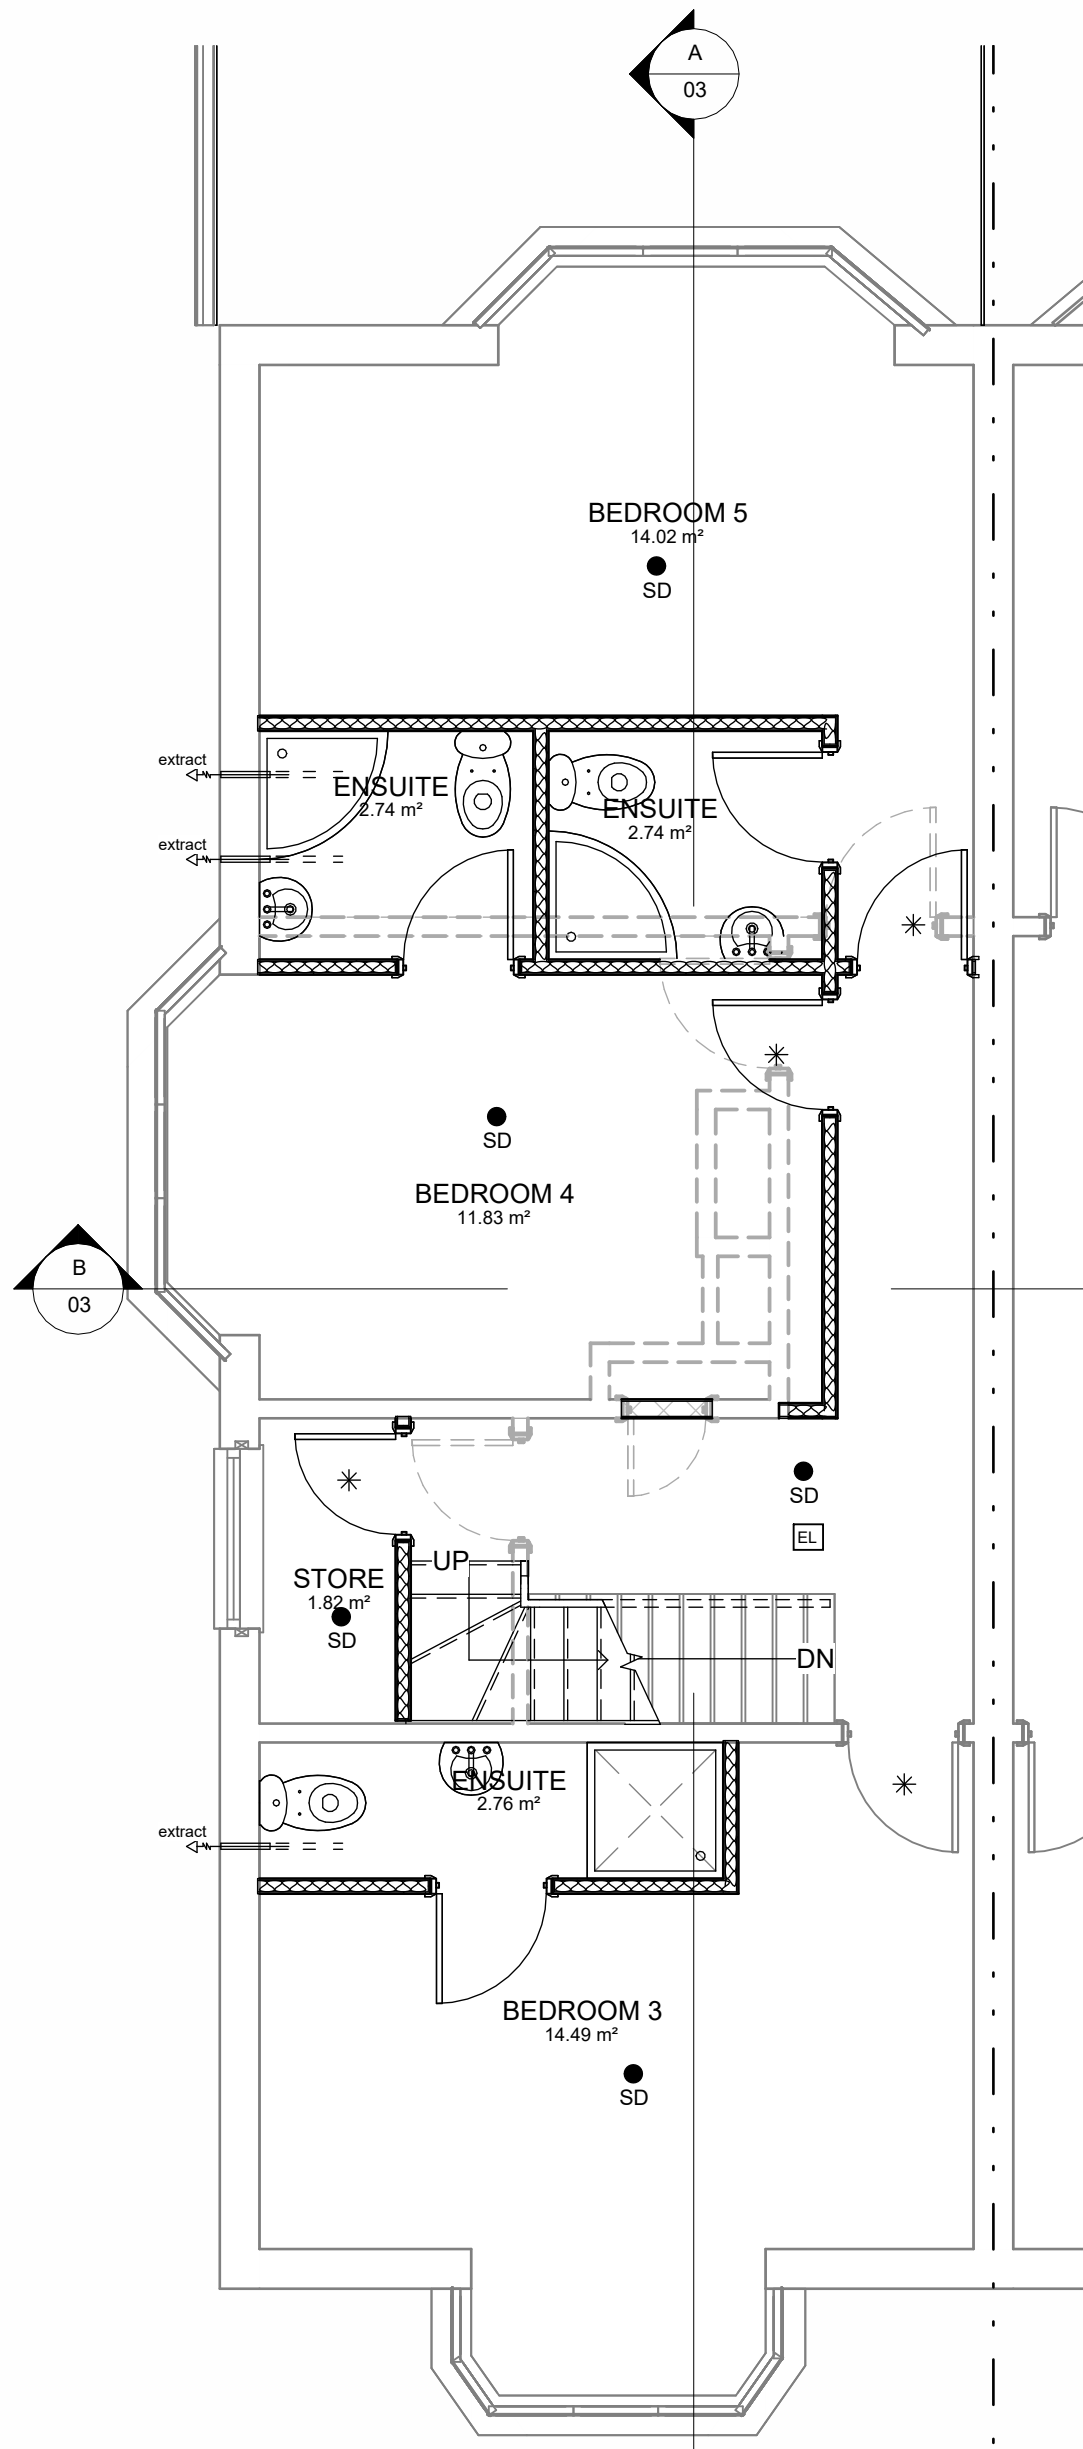 A
03
BEDROOM 5
14.02 m²
SD
extract
ENSUITE
2.74 m²
ENSUITE
2.74 m²
extract
SD
BEDROOM 4
11.83 m²
B
03
SD
EL
UP
STORE
1.82 m²
SD
DN
ENSUITE
2.76 m²
extract
BEDROOM 3
14.49 m²
SD